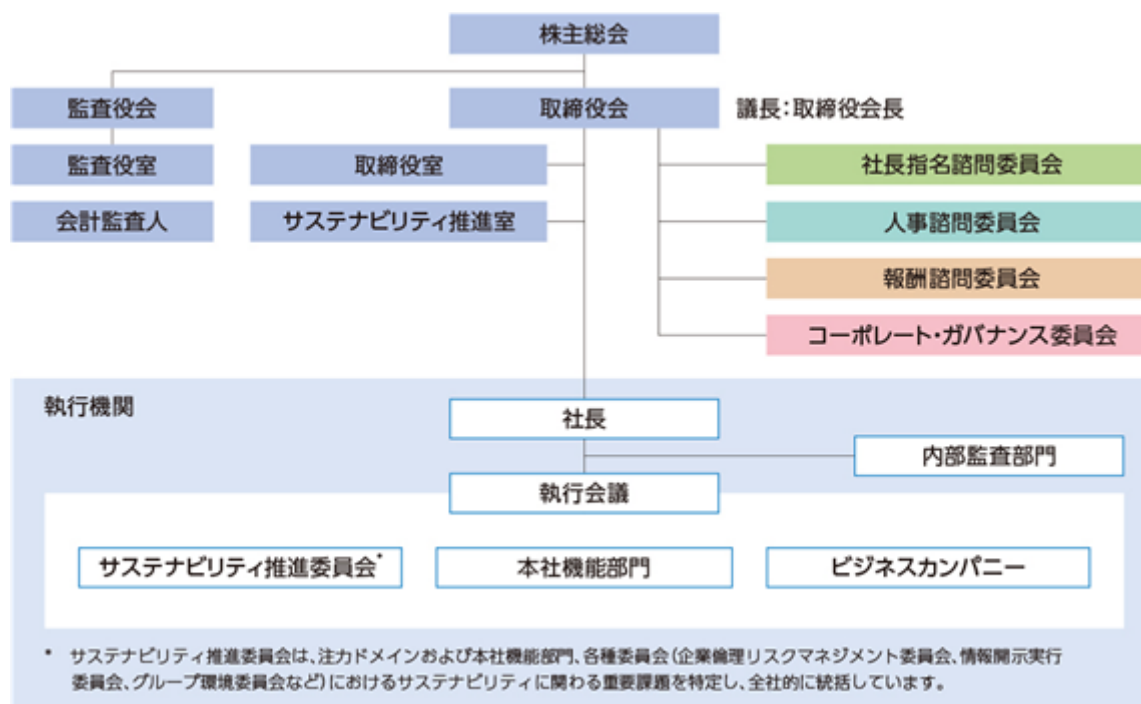 株主総会
監査役会
取締役会
議長:取締役会長
監査役室
取締役室
社長指名諮問委員会
会計監査人
サステナビリティ推進室
人事諮問委員会
報酬諮問委員会
コーポレート・ガバナンス委員会
執行機関
社長
内部監査部門
執行会議
サステナビリティ推進委員会*
本社機能部門
ビジネスカンパニー
* サステナビリティ推進委員会は、注力ドメインおよび本社機能部門、各種委員会(企業倫理リスクマネジメント委員会、情報開示実行
委員会、グループ環境委員会など)におけるサステナビリティに関わる重要課題を特定し、全社的に統括しています。